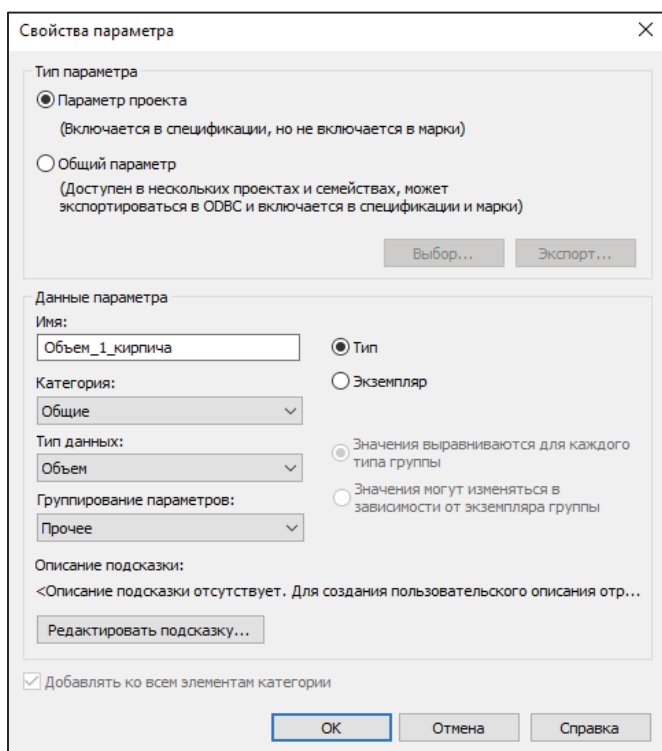 Свойства параметра
Тип параметра
Параметр проекта
(Включается в спецификации, но не включается в марки)
Общий параметр
(Доступен в нескольких проектах и семействах, может
экспортироваться в ODBC и включается в спецификации и марки)
Выбор...
Экспорт...
Данные параметра
Имя:
Объем_1_кирпича
Тип
Категория:
Экземпляр
Общие
Тип данных:
Значения выравниваются для каждого
типа группы
Объем
Группирование параметров:
Значения могут изменяться в
зависимости от экземпляра группы
Прочее
Описание подсказки:
<Описание подсказки отсутствует. Для создания пользовательского описания отр...
Редактировать подсказку...
Добавлять ко всем элементам категории
ОК
Отмена
Справка